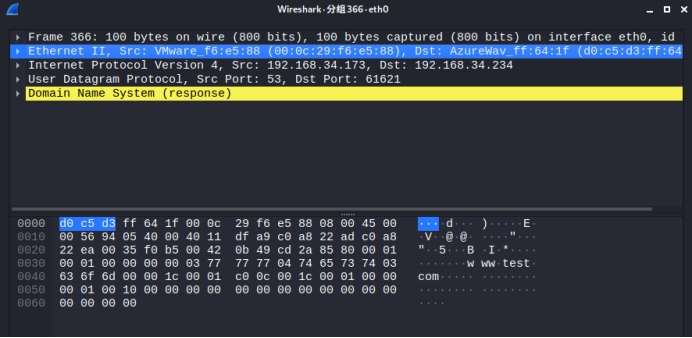 Wireshark·分组366·eth0
Frame 366: 100 bytes on wire (800 bits), 100 bytes captured (800 bits) on interface eth0, id
Ethernet II, Src: VMware_f6:e5:88 (00:0c:29:f6:e5:88), Dst: AzureWav_ff:64:1f (d0:c5:d3:ff:64
Internet Protocol Version 4, Src: 192.168.34.173, Dst: 192.168.34.234
User Datagram Protocol, Src Port: 53, Dst Port: 61621
Domain Name System (response)
0000 d0 c5 d3 ff 64 1f 00 0c 29 f6 e5 88 08 00 45 00 ····d··· )·····E·
0010 00 56 94 05 40 00 40 11 df a9 c0 a8 22 ad c0 a8 ·V··@·@· ····"···
0020 22 ea 00 35 f0 b5 00 42 0b 49 cd 2a 85 80 00 01 "··5···B ·I·*····
0030 00 01 00 00 00 00 03 77 77 77 04 74 65 73 74 03 ·······w ww·test·
0040 63 6f 6d 00 00 1c 00 01 c0 0c 00 1c 00 01 00 00 com····· ········
0050 00 01 00 10 00 00 00 00 00 00 00 00 00 00 00 00 ········ ········
0060 00 00 00 00 ····